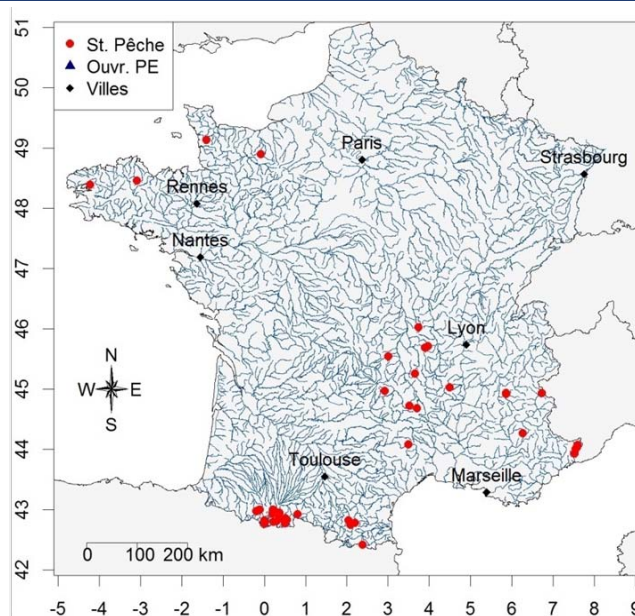 51
50
49
48
47
46
45
44
43
42
St. Pêche
Ouvr. PE
Villes
Paris
Strasbourg
Rennes
Nantes
Lyon
N
W E
S
Toulouse
Marseille
0 100 200 km
-5 -4 -3 -2 -1 0 1 2 3 4 5 6 7 8 9